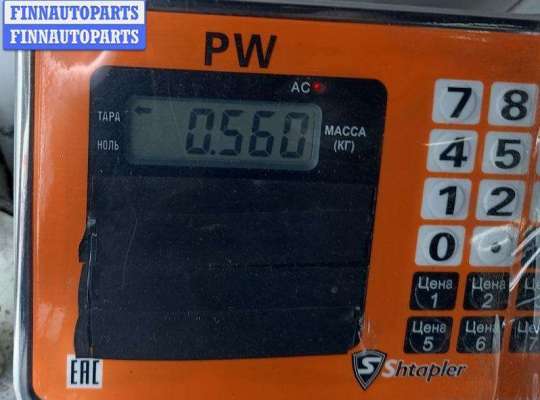 FINNAUTOPARTS
FINNAUTOPARTS
PW
AC
ТАРА
НОЛЬ
0.560
МАССА
(КГ)
7 8
4 5
1 2
0 .
Цена
1
Цена
2
Цена
5
Цена
6
7
EAC
S Shtapler